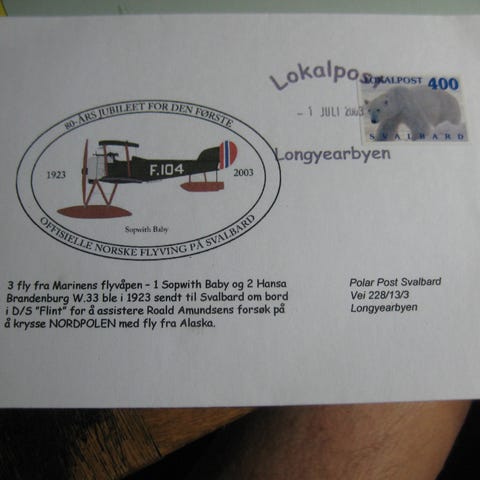 Lokalpost
LOKALPOST 400
- 1 JULI 2003
SVALBARD
Longyearbyen
80-ÅRS JUBILEET FOR DEN FØRSTE
1923
F.104
2003
Sopwith Baby
OFFISIELLE NORSKE FLYVING PÅ SVALBARD
3 fly fra Marinens flyvåpen – 1 Sopwith Baby og 2 Hansa
Brandenburg W.33 ble i 1923 sendt til Svalbard om bord
i D/S "Flint" for å assistere Roald Amundsens forsøk på
å krysse NORDPOLEN med fly fra Alaska.
Polar Post Svalbard
Vei 228/13/3
Longyearbyen